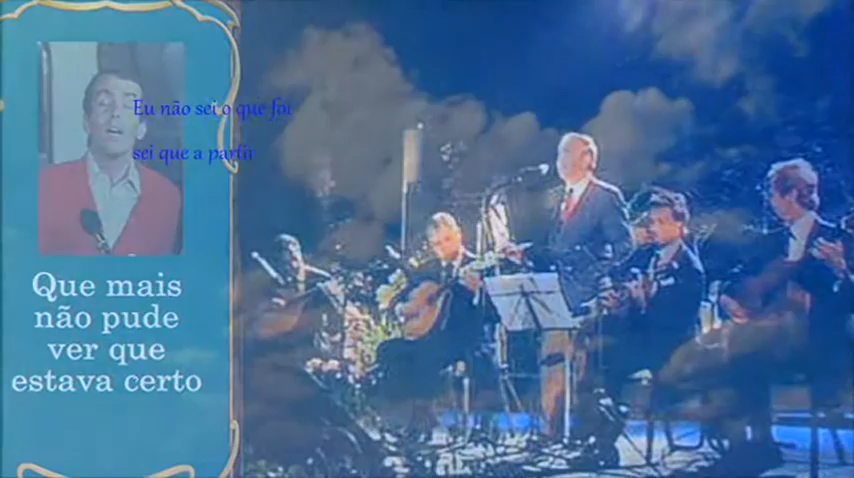 Eu não sei o que foi
sei que a partir
Que mais
não pude
ver que
estava certo